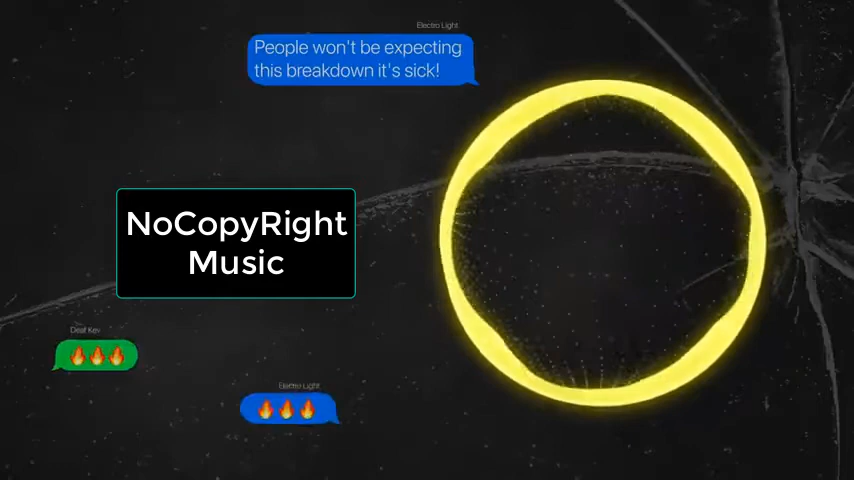 Electro Light
People won't be expecting
this breakdown it's sick!
NoCopyRight
Music
Deaf Kev
🔥🔥🔥
Electro Light
🔥🔥🔥